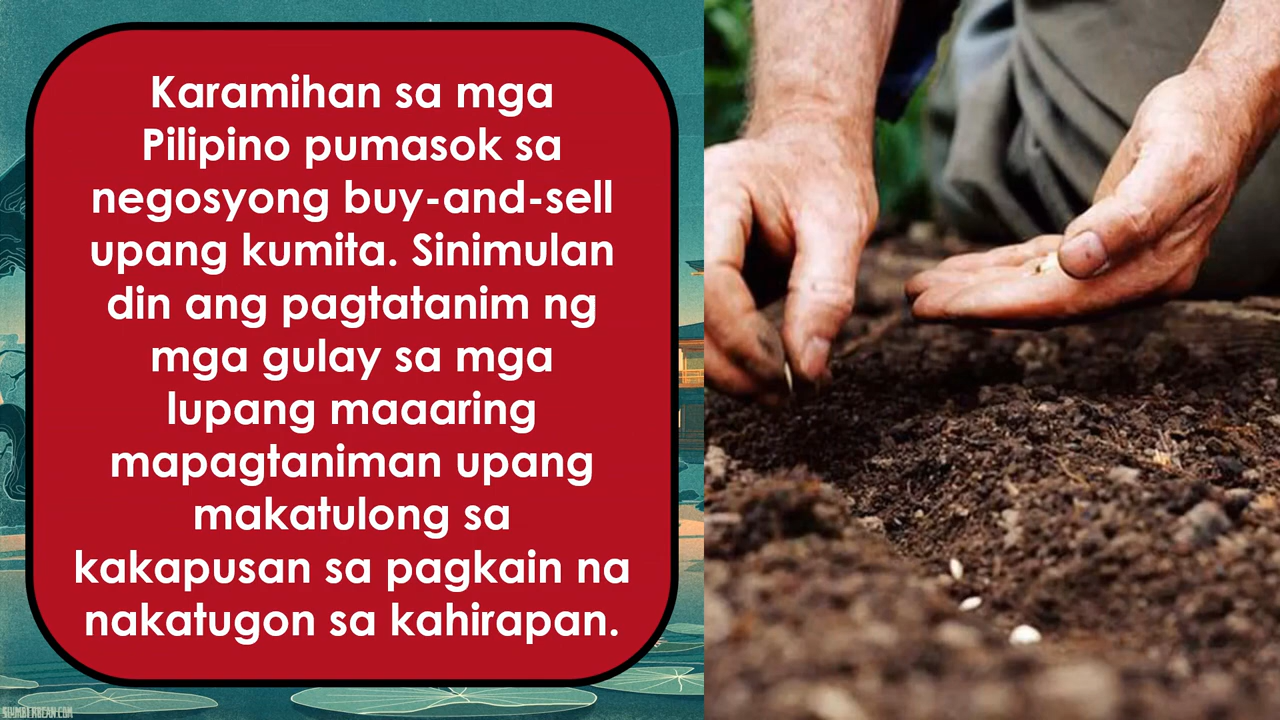 Karamihan sa mga
Pilipino pumasok sa
negosyong buy-and-sell
upang kumita. Sinimulan
din ang pagtatanim ng
mga gulay sa mga
lupang maaaring
mapagtaniman upang
makatulong sa
kakapusan sa pagkain na
nakatugon sa kahirapan.